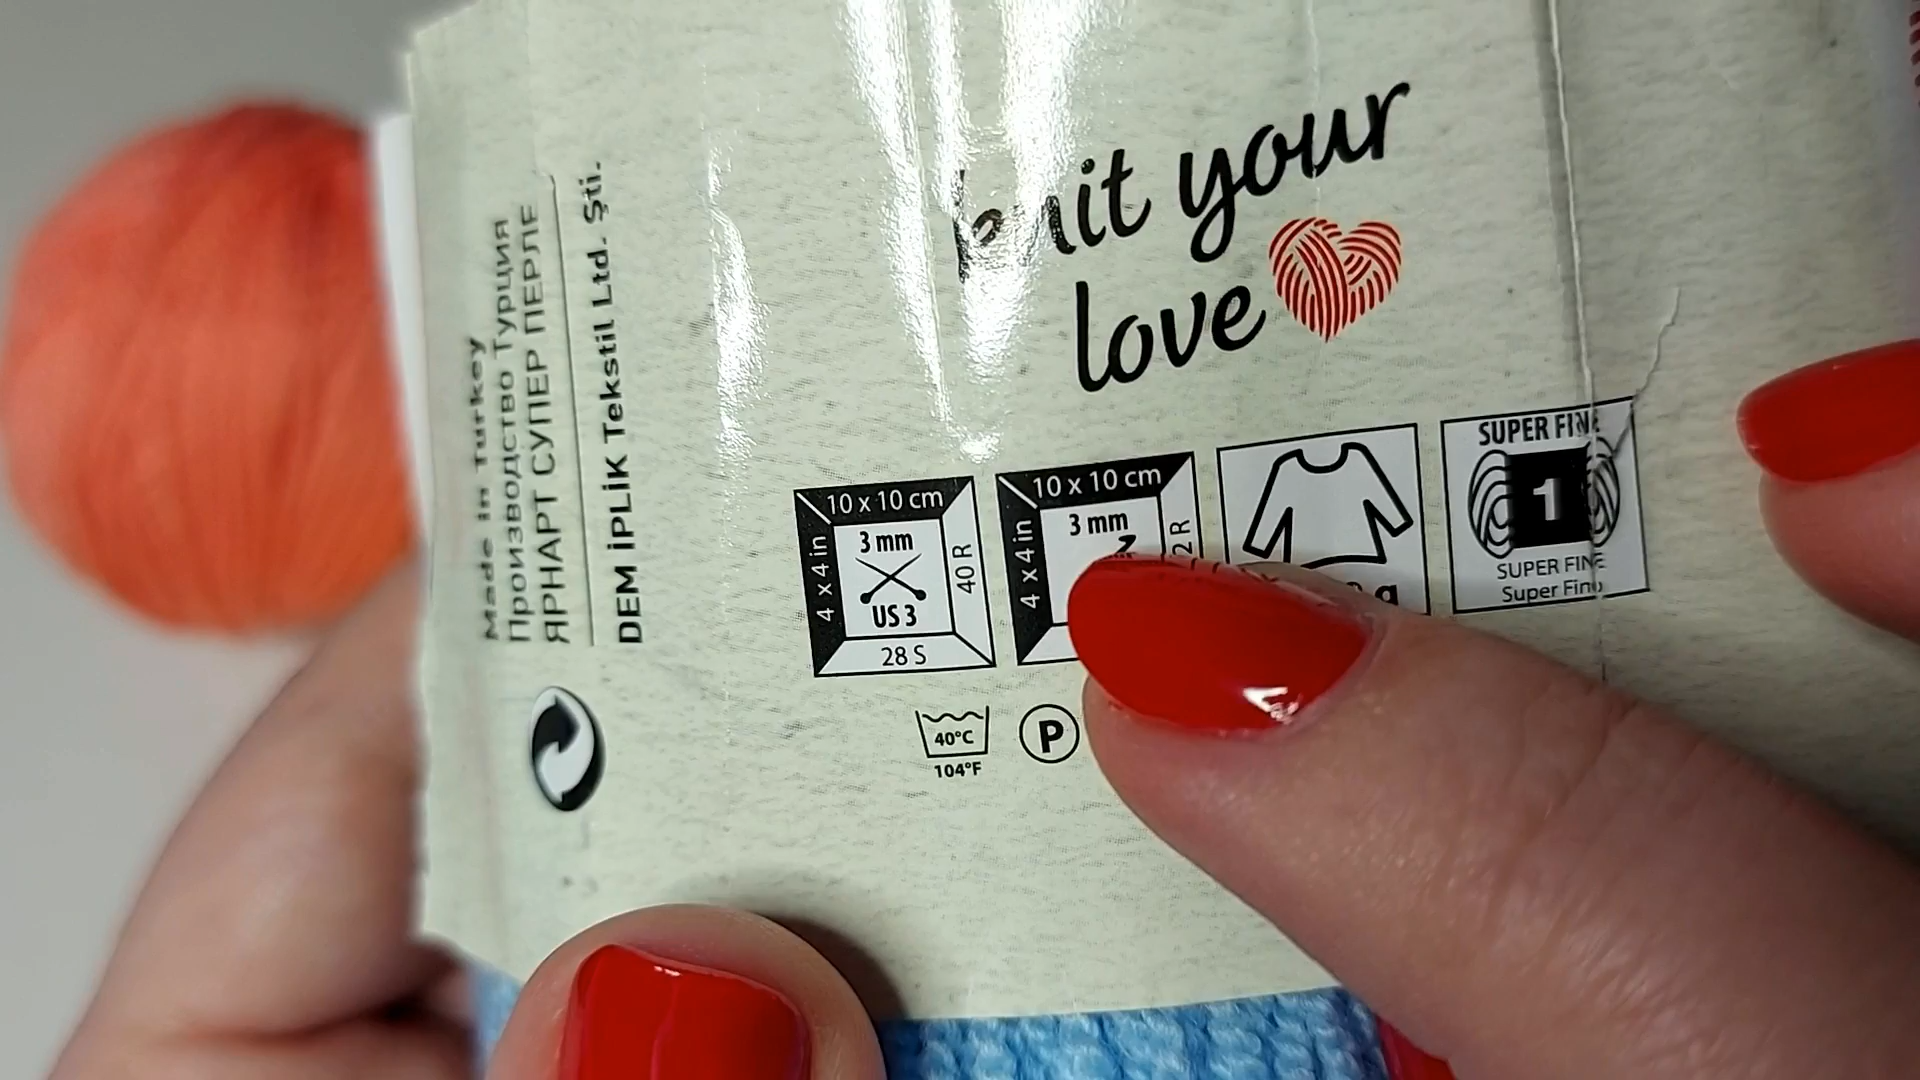 Made in Turkey
Производство Турция
ЯРНАРТ СУПЕР ПЕРЛЕ
DEM İPLİK Tekstil Ltd. Şti.
knit your
love
10 x 10 cm
4 x 4 in
3 mm
US 3
40 R
28 S
10 x 10 cm
4 x 4 in
3 mm
g
SUPER FINE
1
SUPER FINE
Super Fino
40°C
104°F
P